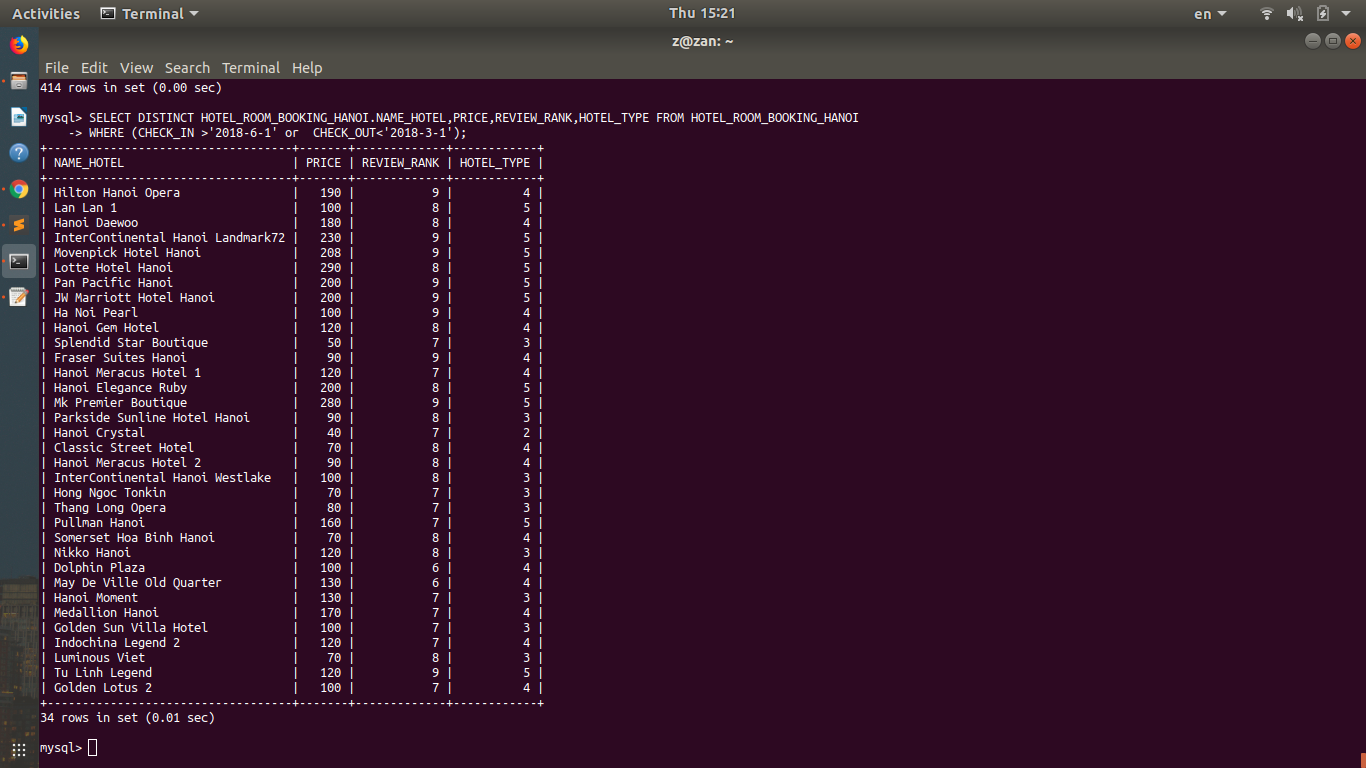 Activities Terminal Thu 15:21 en
z@zan: ~
File Edit View Search Terminal Help
414 rows in set (0.00 sec)
mysql> SELECT DISTINCT HOTEL_ROOM_BOOKING_HANOI.NAME_HOTEL,PRICE,REVIEW_RANK,HOTEL_TYPE FROM HOTEL_ROOM_BOOKING_HANOI
    -> WHERE (CHECK_IN >'2018-6-1' or  CHECK_OUT<'2018-3-1');
+-----------------------------------+-------+-------------+------------+
| NAME_HOTEL                        | PRICE | REVIEW_RANK | HOTEL_TYPE |
+-----------------------------------+-------+-------------+------------+
| Hilton Hanoi Opera                |   190 |           9 |          4 |
| Lan Lan 1                         |   100 |           8 |          5 |
| Hanoi Daewoo                      |   180 |           8 |          4 |
| InterContinental Hanoi Landmark72 |   230 |           9 |          5 |
| Movenpick Hotel Hanoi             |   208 |           9 |          5 |
| Lotte Hotel Hanoi                 |   290 |           8 |          5 |
| Pan Pacific Hanoi                 |   200 |           9 |          5 |
| JW Marriott Hotel Hanoi           |   200 |           9 |          5 |
| Ha Noi Pearl                      |   100 |           9 |          4 |
| Hanoi Gem Hotel                   |   120 |           8 |          4 |
| Splendid Star Boutique            |    50 |           7 |          3 |
| Fraser Suites Hanoi               |    90 |           9 |          4 |
| Hanoi Meracus Hotel 1             |   120 |           7 |          4 |
| Hanoi Elegance Ruby               |   200 |           8 |          5 |
| Mk Premier Boutique               |   280 |           9 |          5 |
| Parkside Sunline Hotel Hanoi      |    90 |           8 |          3 |
| Hanoi Crystal                     |    40 |           7 |          2 |
| Classic Street Hotel              |    70 |           8 |          4 |
| Hanoi Meracus Hotel 2             |    90 |           8 |          4 |
| InterContinental Hanoi Westlake   |   100 |           8 |          3 |
| Hong Ngoc Tonkin                  |    70 |           7 |          3 |
| Thang Long Opera                  |    80 |           7 |          3 |
| Pullman Hanoi                     |   160 |           7 |          5 |
| Somerset Hoa Binh Hanoi           |    70 |           8 |          4 |
| Nikko Hanoi                       |   120 |           8 |          3 |
| Dolphin Plaza                     |   100 |           6 |          4 |
| May De Ville Old Quarter          |   130 |           6 |          4 |
| Hanoi Moment                      |   130 |           7 |          3 |
| Medallion Hanoi                   |   170 |           7 |          4 |
| Golden Sun Villa Hotel            |   100 |           7 |          3 |
| Indochina Legend 2                |   120 |           7 |          4 |
| Luminous Viet                     |    70 |           8 |          3 |
| Tu Linh Legend                    |   120 |           9 |          5 |
| Golden Lotus 2                    |   100 |           7 |          4 |
+-----------------------------------+-------+-------------+------------+
34 rows in set (0.01 sec)
mysql>